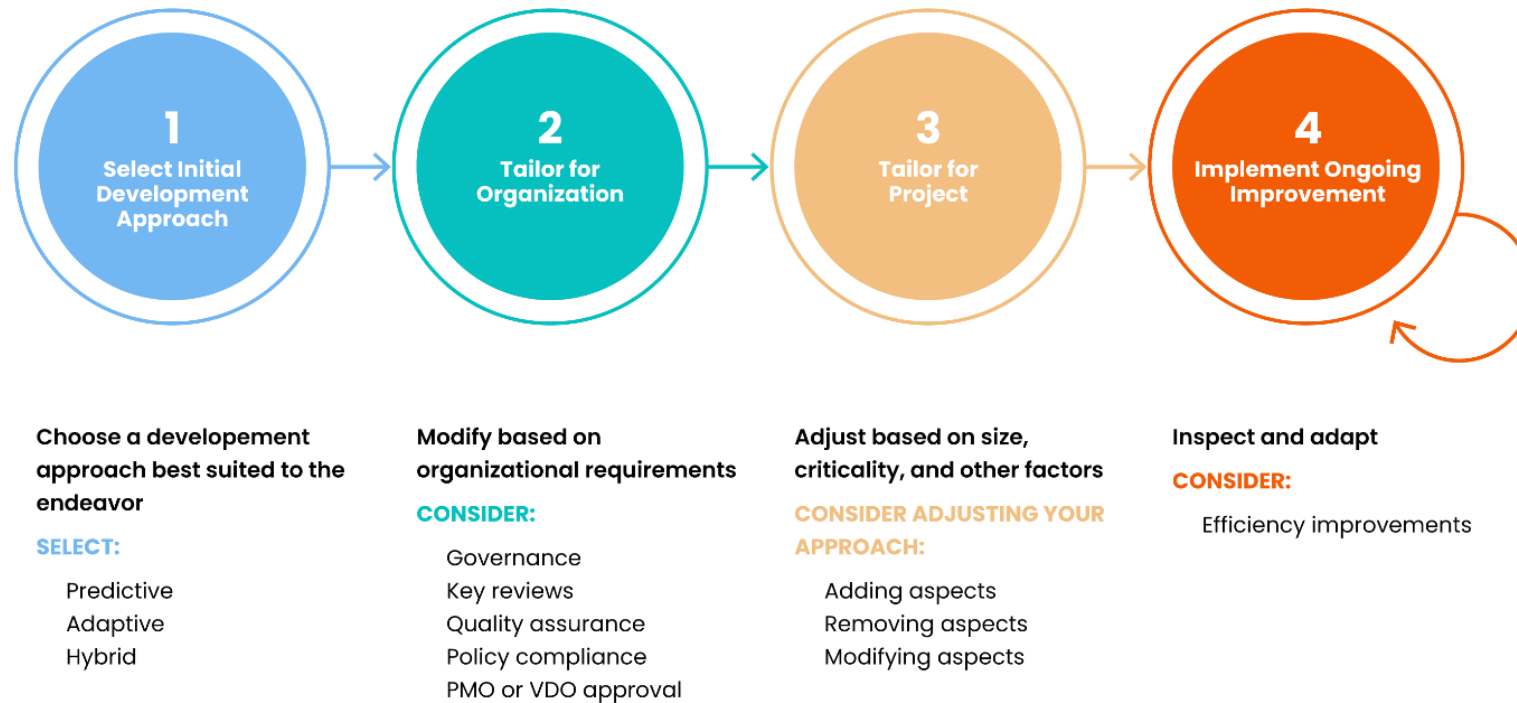 1
Select Initial
Development
Approach
2
Tailor for
Organization
3
Tailor for
Project
4
Implement Ongoing
Improvement
Choose a developement
approach best suited to the
endeavor
SELECT:
Predictive
Adaptive
Hybrid
Modify based on
organizational requirements
CONSIDER:
Governance
Key reviews
Quality assurance
Policy compliance
PMO or VDO approval
Adjust based on size,
criticality, and other factors
CONSIDER ADJUSTING YOUR
APPROACH:
Adding aspects
Removing aspects
Modifying aspects
Inspect and adapt
CONSIDER:
Efficiency improvements